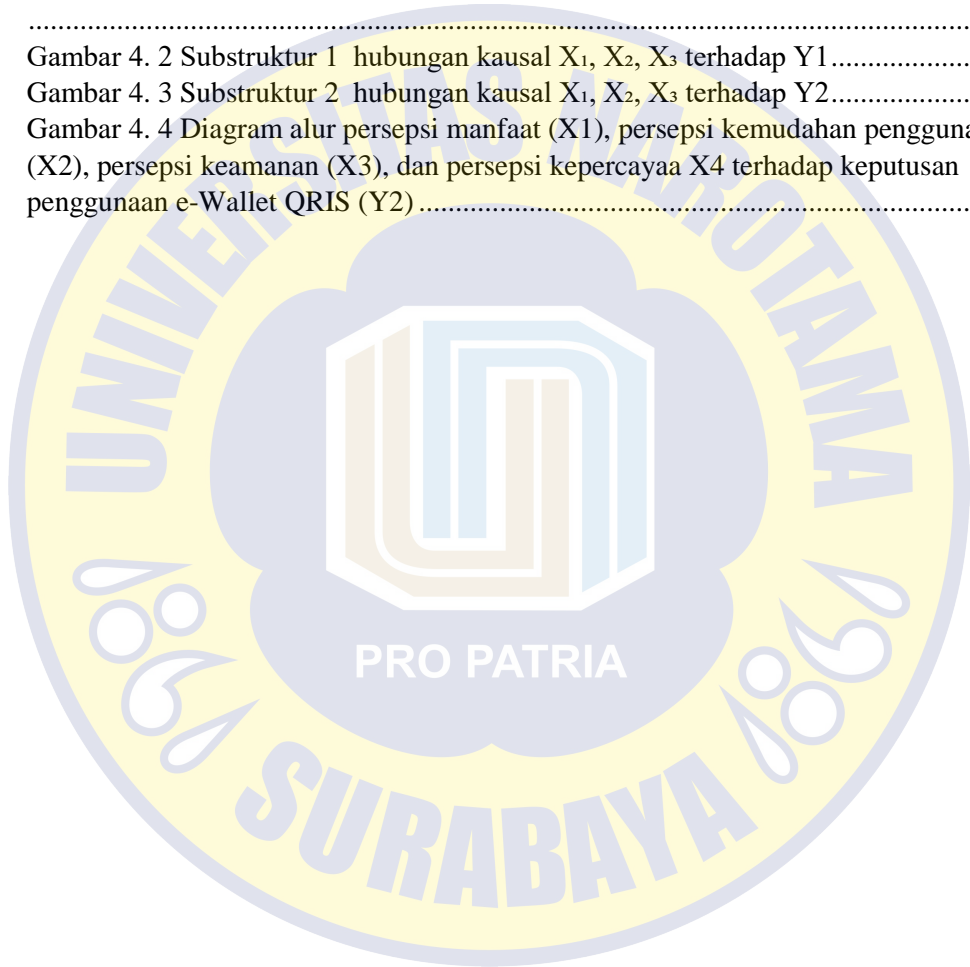 ................................................................................................................................
Gambar 4. 2 Substruktur 1  hubungan kausal X₁, X₂, X₃ terhadap Y1...................
Gambar 4. 3 Substruktur 2  hubungan kausal X₁, X₂, X₃ terhadap Y2...................
Gambar 4. 4 Diagram alur persepsi manfaat (X1), persepsi kemudahan
(X2), persepsi keamanan (X3), dan persepsi kepercayaa X4 terhadap keputusan
penggunaan e-Wallet QRIS (Y2)...........................................................................
UNIVERSITAS NAROTAMA
PRO PATRIA
1981
SURABAYA